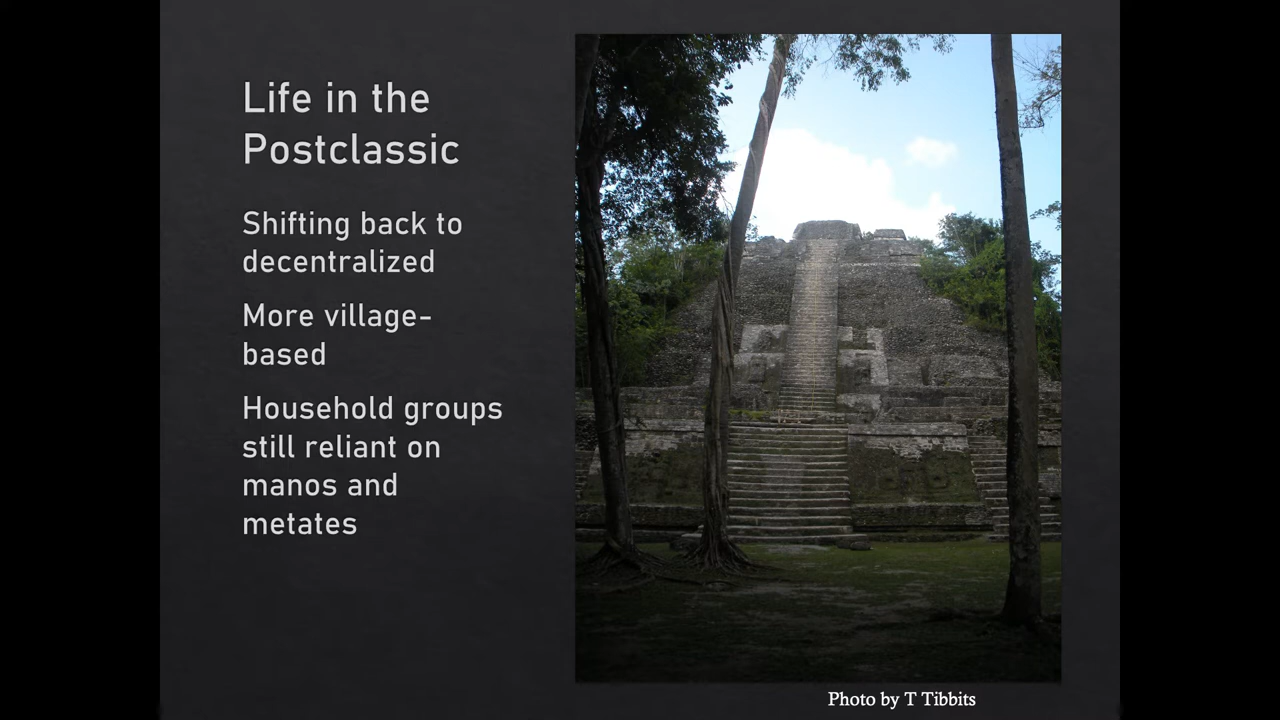 Life in the
Postclassic
Shifting back to
decentralized
More village-
based
Household groups
still reliant on
manos and
metates
Photo by T Tibbits